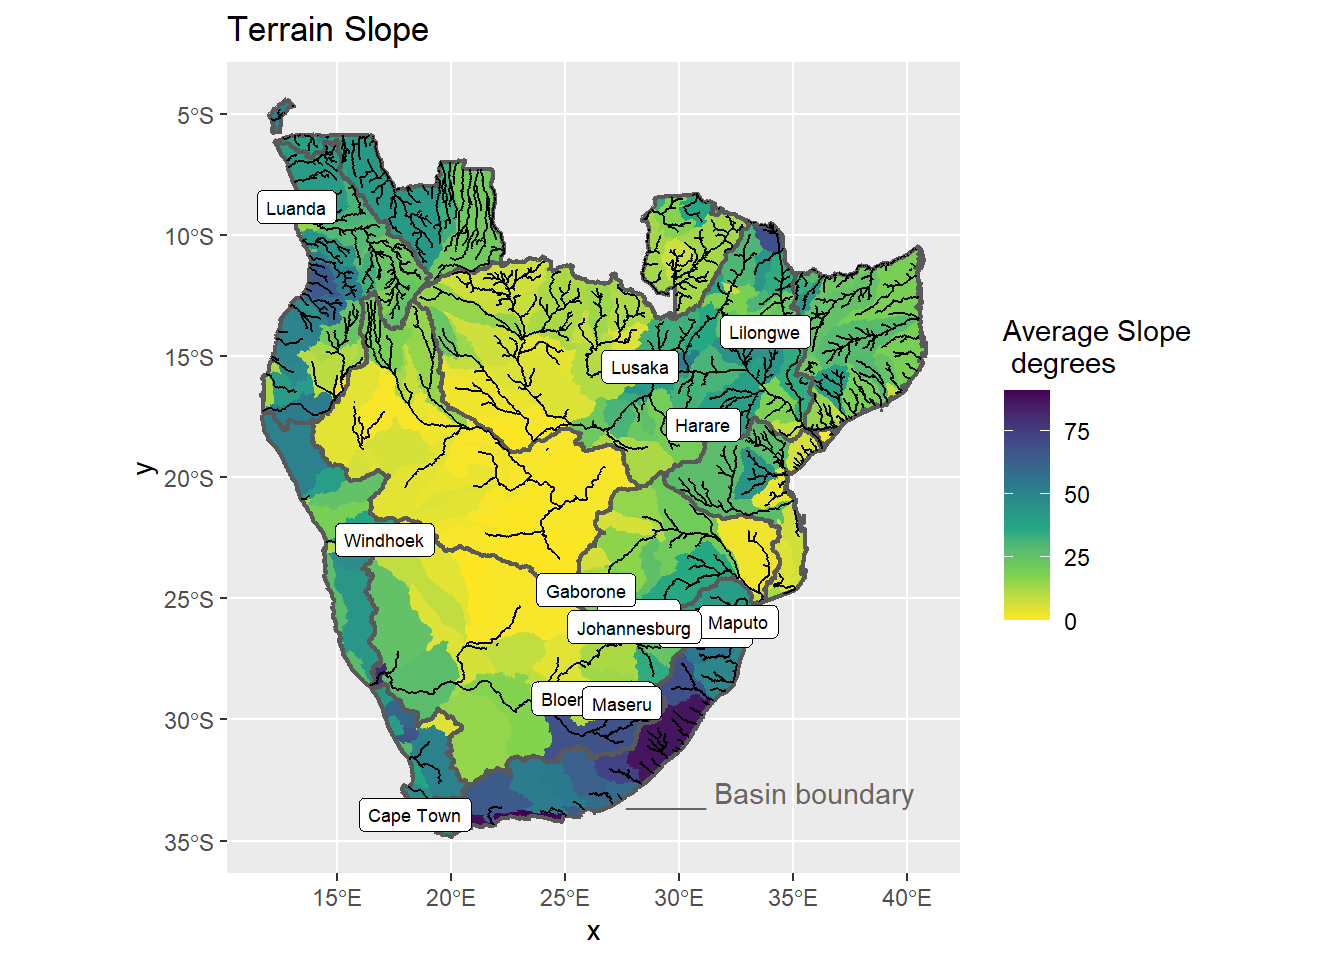 Terrain Slope
5°S
10°S
15°S
20°S
25°S
30°S
35°S
y
Luanda
Lilongwe
Lusaka
Harare
Windhoek
Gaborone
Maputo
Johannesburg
Maseru
Cape Town
Basin boundary
15°E
20°E
25°E
30°E
35°E
40°E
x
Average Slope
degrees
75
50
25
0